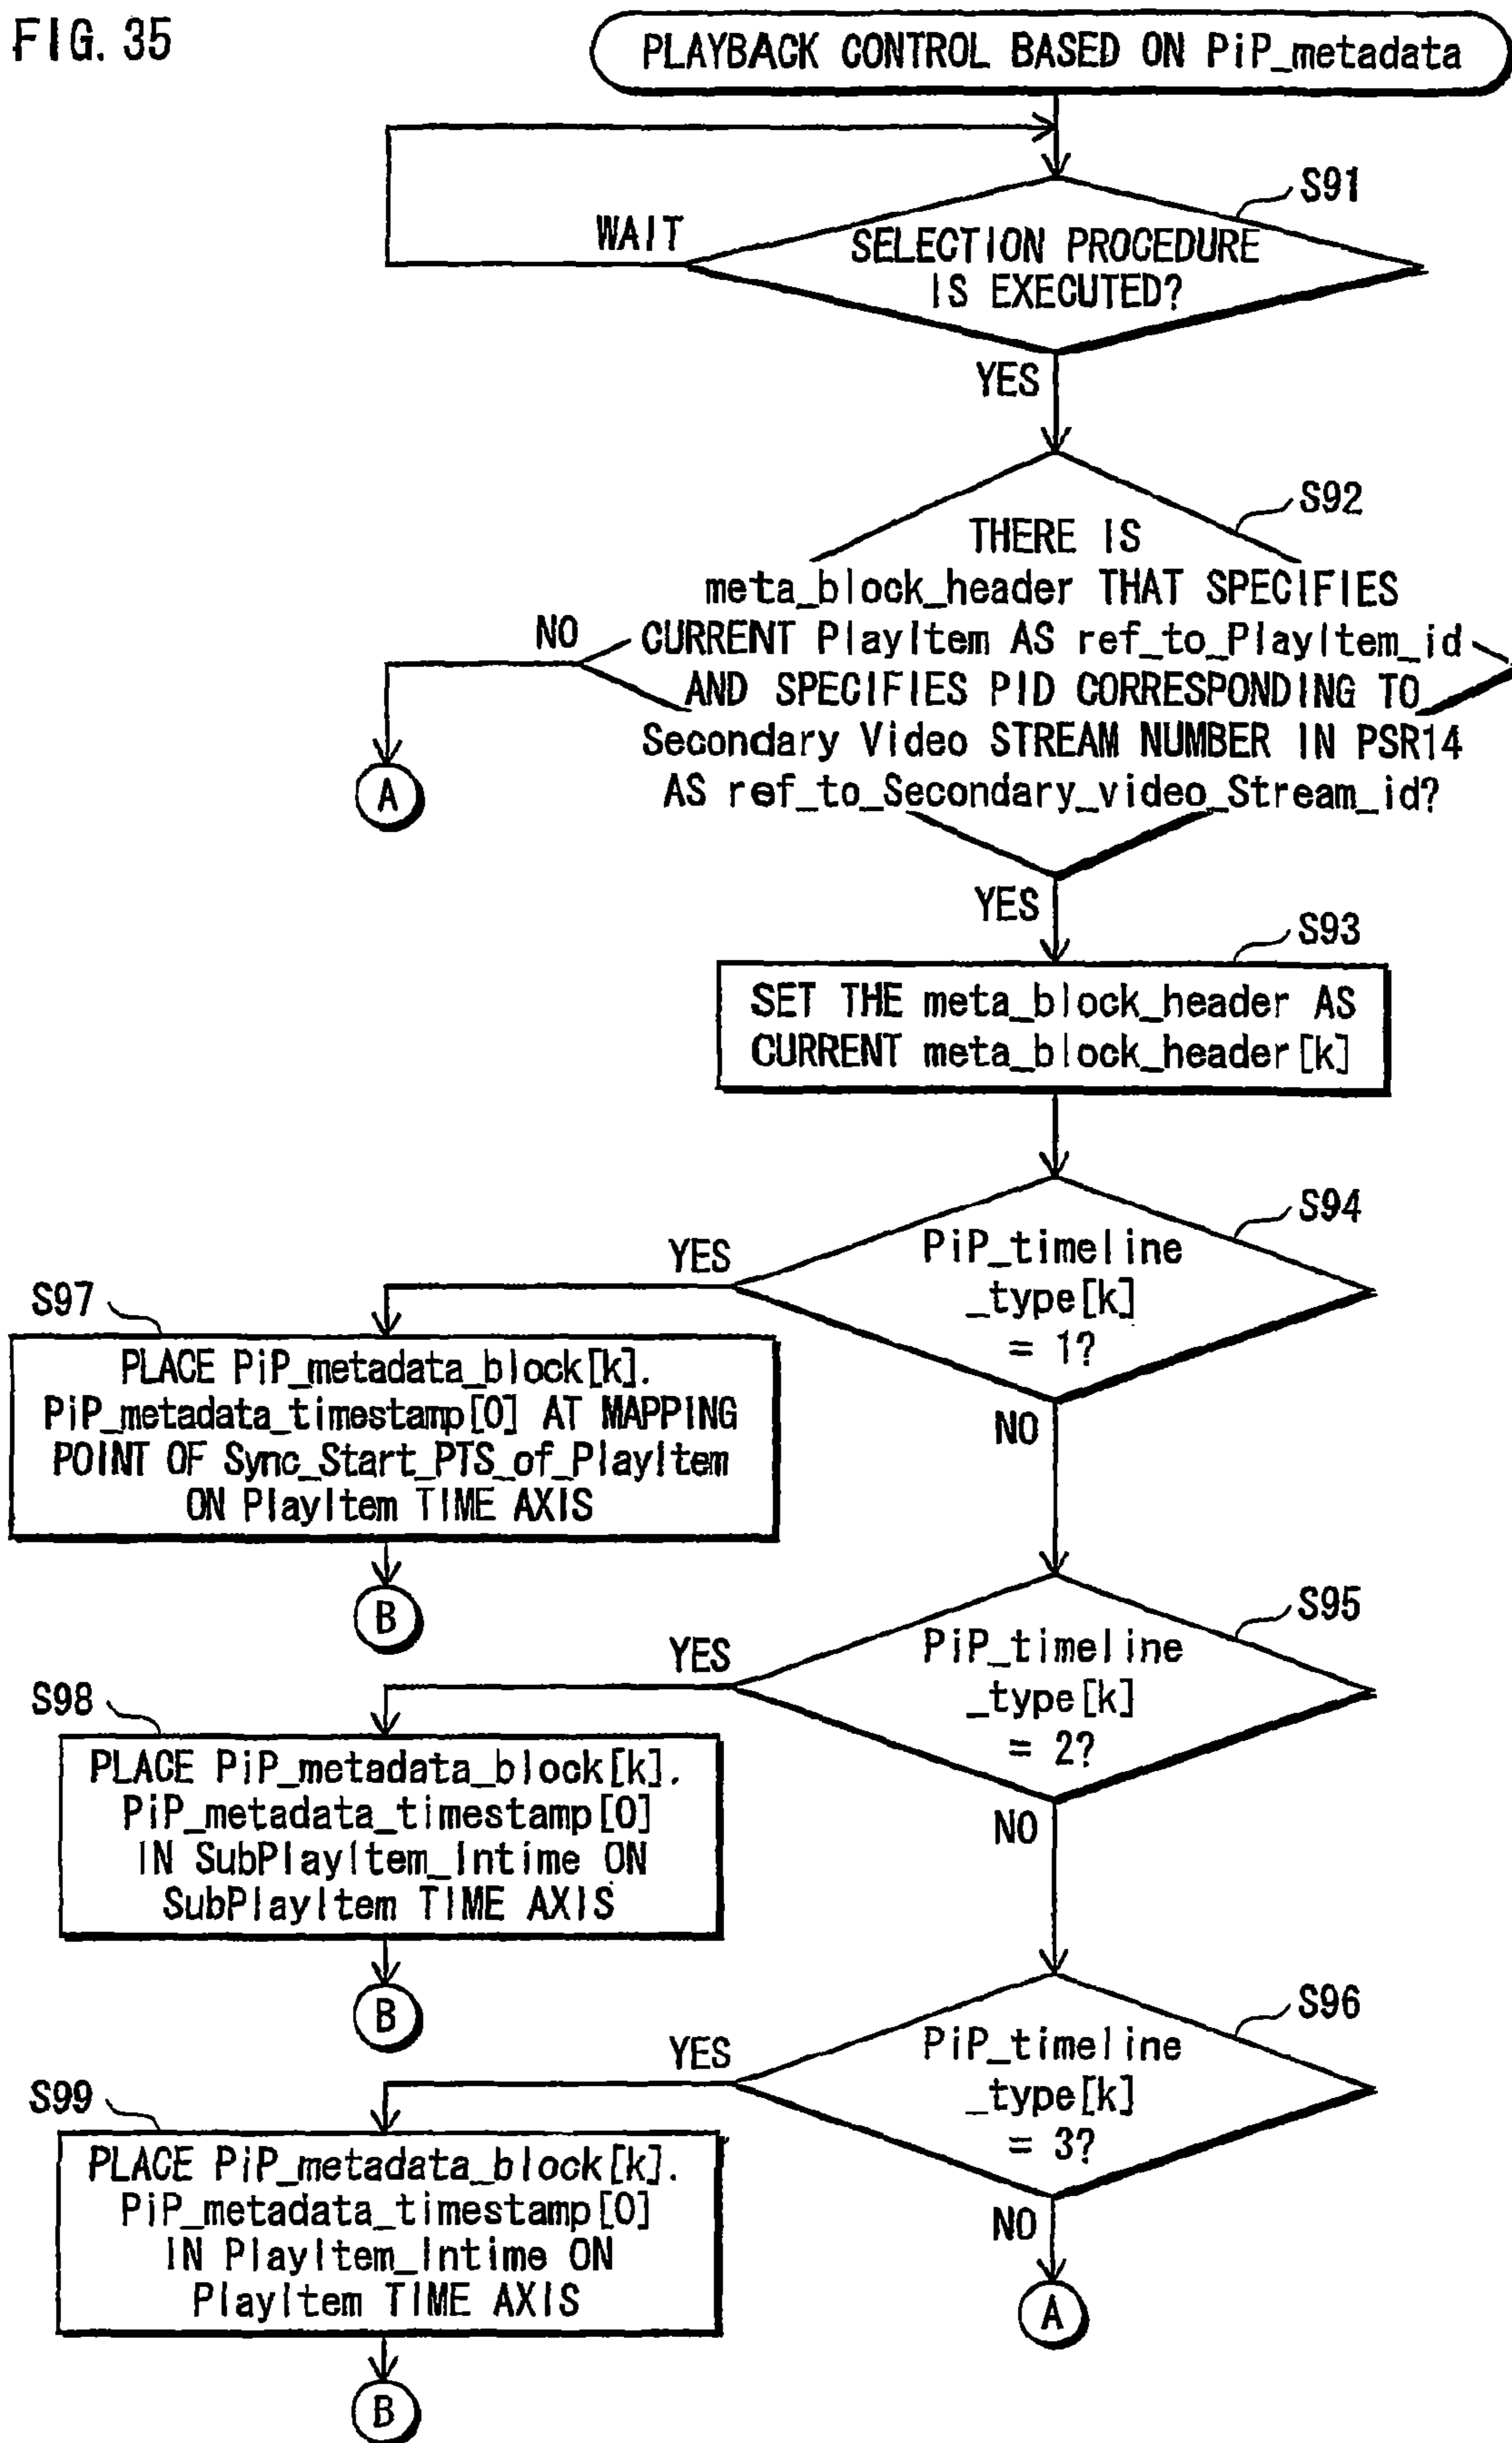 FIG. 35
PLAYBACK CONTROL BASED ON PiP_metadata
S91
WAIT
SELECTION PROCEDURE
IS EXECUTED?
YES
S92
THERE IS
meta_block_header THAT SPECIFIES
NO
CURRENT PlayItem AS ref_to_PlayItem_id
AND SPECIFIES PID CORRESPONDING TO
Secondary Video STREAM NUMBER IN PSR14
AS ref_to_Secondary_video_Stream_id?
A
YES
S93
SET THE meta_block_header AS
CURRENT meta_block_header[k]
S94
YES
PiP_timeline
_type[k]
= 1?
NO
S97
PLACE PiP_metadata_block[k].
PiP_metadata_timestamp[0] AT MAPPING
POINT OF Sync_Start_PTS_of_PlayItem
ON PlayItem TIME AXIS
B
S95
YES
PiP_timeline
_type[k]
= 2?
NO
S98
PLACE PiP_metadata_block[k].
PiP_metadata_timestamp[0]
IN SubPlayItem_Intime ON
SubPlayItem TIME AXIS
B
S96
YES
PiP_timeline
_type[k]
= 3?
NO
A
S99
PLACE PiP_metadata_block[k].
PiP_metadata_timestamp[0]
IN PlayItem_Intime ON
PlayItem TIME AXIS
B